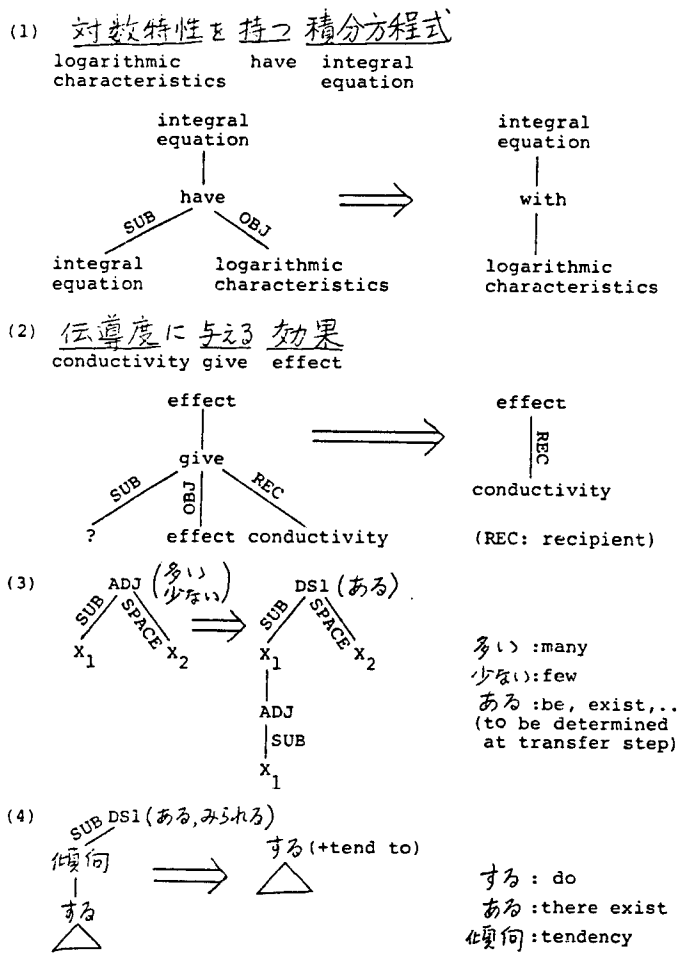 (1) 対数特性を持つ積分方程式
logarithmic have integral
characteristics equation
integral integral
equation equation
have with
SUB OBJ
integral logarithmic logarithmic
equation characteristics characteristics
(2) 伝導度に与える効果
conductivity give effect
effect effect
give REC
SUB OBJ REC conductivity
? effect conductivity (REC: recipient)
(3) ADJ (多い 少ない) DS1 (ある)
SUB SPACE SUB SPACE
X1 X2 X1 X2
ADJ
SUB
X1
多い :many
少ない:few
ある :be, exist,..
(to be determined
at transfer step)
(4) SUB DS1 (ある,みられる)
傾向
する
する (+tend to)
する : do
ある :there exist
傾向:tendency